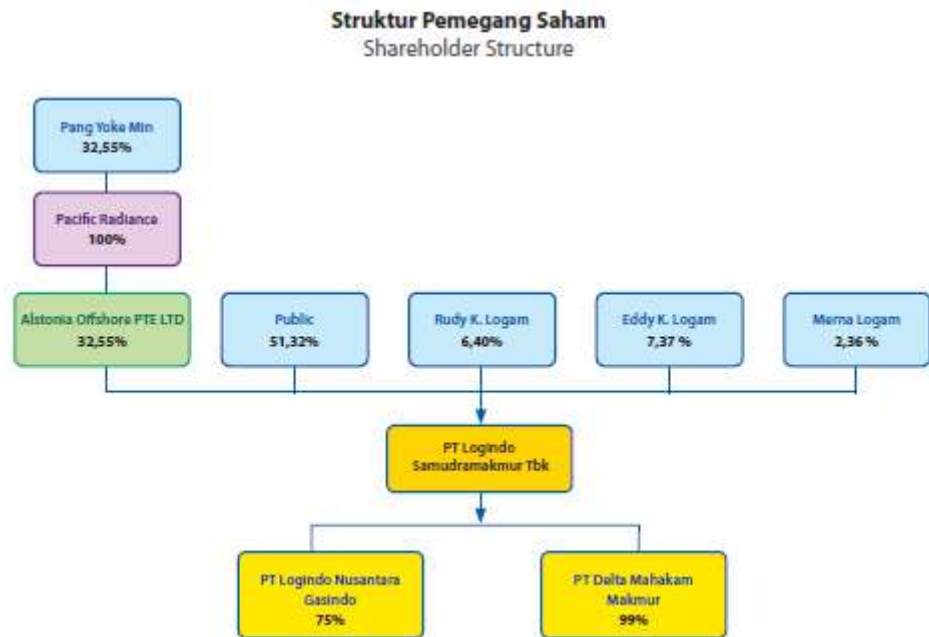 Struktur Pemegang Saham
Shareholder Structure
Pang Yoke Min
32,55%
Pacific Radiance
100%
Alstonia Offshore PTE LTD
32,55%
Public
51,32%
Rudy K. Logam
6,40%
Eddy K. Logam
7,37 %
Merna Logam
2,36 %
PT Logindo
Samudramakmur Tbk
PT Logindo Nusantara
Gasindo
75%
PT Delta Mahakam
Makmur
99%